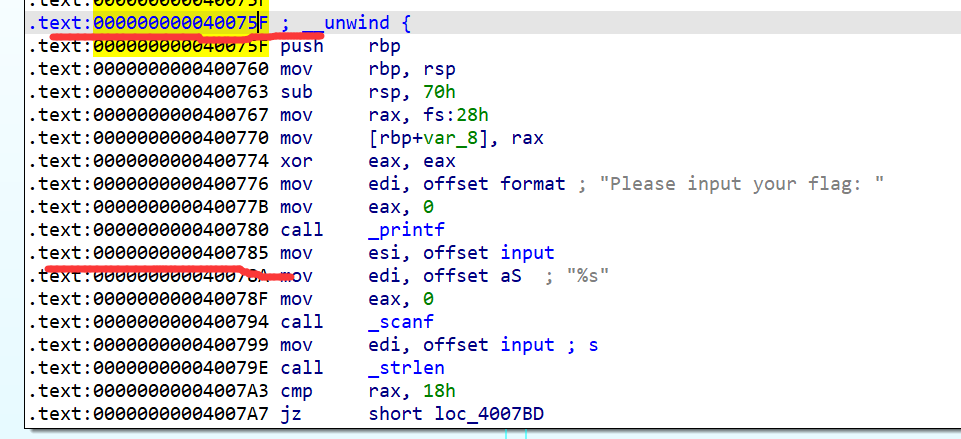 .text:000000000040075F
.text:000000000040075F ; __unwind {
.text:000000000040075F push rbp
.text:0000000000400760 mov rbp, rsp
.text:0000000000400763 sub rsp, 70h
.text:0000000000400767 mov rax, fs:28h
.text:0000000000400770 mov [rbp+var_8], rax
.text:0000000000400774 xor eax, eax
.text:0000000000400776 mov edi, offset format ; "Please input your flag: "
.text:000000000040077B mov eax, 0
.text:0000000000400780 call _printf
.text:0000000000400785 mov esi, offset input
.text:000000000040078A mov edi, offset aS ; "%s"
.text:000000000040078F mov eax, 0
.text:0000000000400794 call _scanf
.text:0000000000400799 mov edi, offset input ; s
.text:000000000040079E call _strlen
.text:00000000004007A3 cmp rax, 18h
.text:00000000004007A7 jz short loc_4007BD